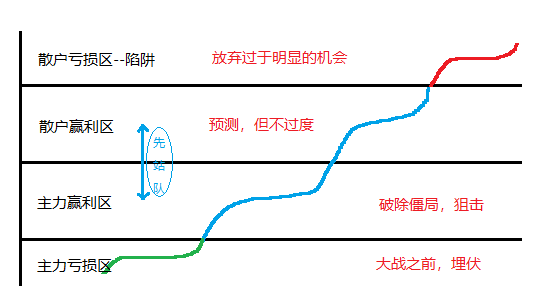 散户亏损区--陷阱
放弃过于明显的机会
散户赢利区
预测，但不过度
先
站
队
主力赢利区
破除僵局，狙击
主力亏损区
大战之前，埋伏